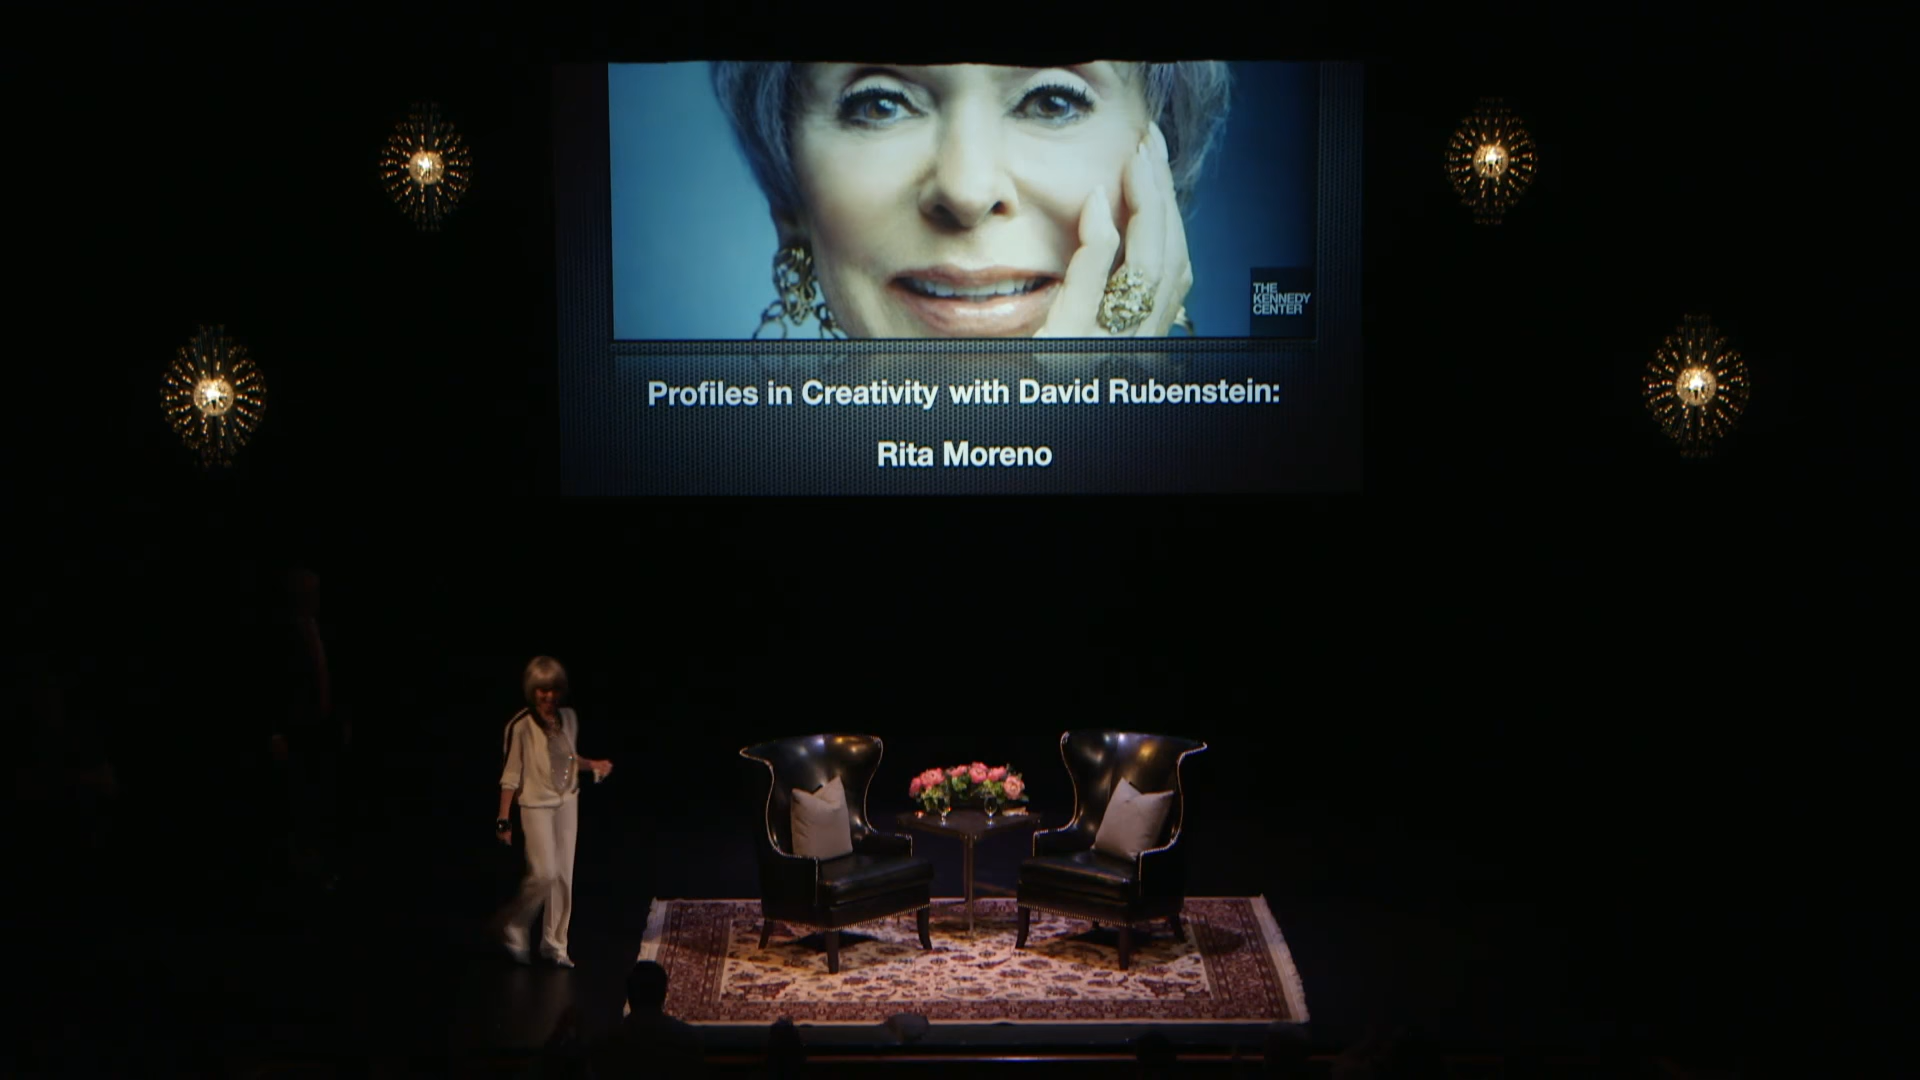 THE
KENNEDY
CENTER
Profiles in Creativity with David Rubenstein:
Rita Moreno